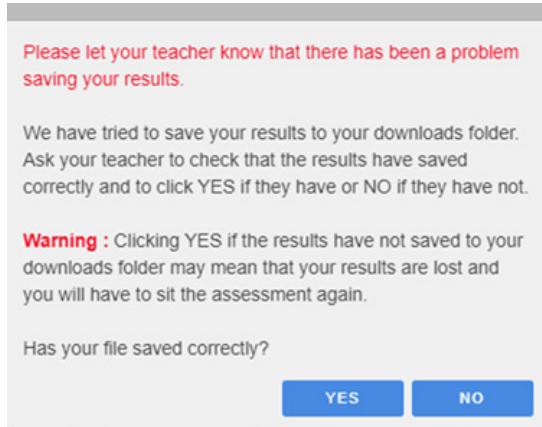 Please let your teacher know that there has been a problem
saving your results.
We have tried to save your results to your downloads folder.
Ask your teacher to check that the results have saved
correctly and to click YES if they have or NO if they have not.
Warning : Clicking YES if the results have not saved to your
downloads folder may mean that your results are lost and
you will have to sit the assessment again.
Has your file saved correctly?
YES NO